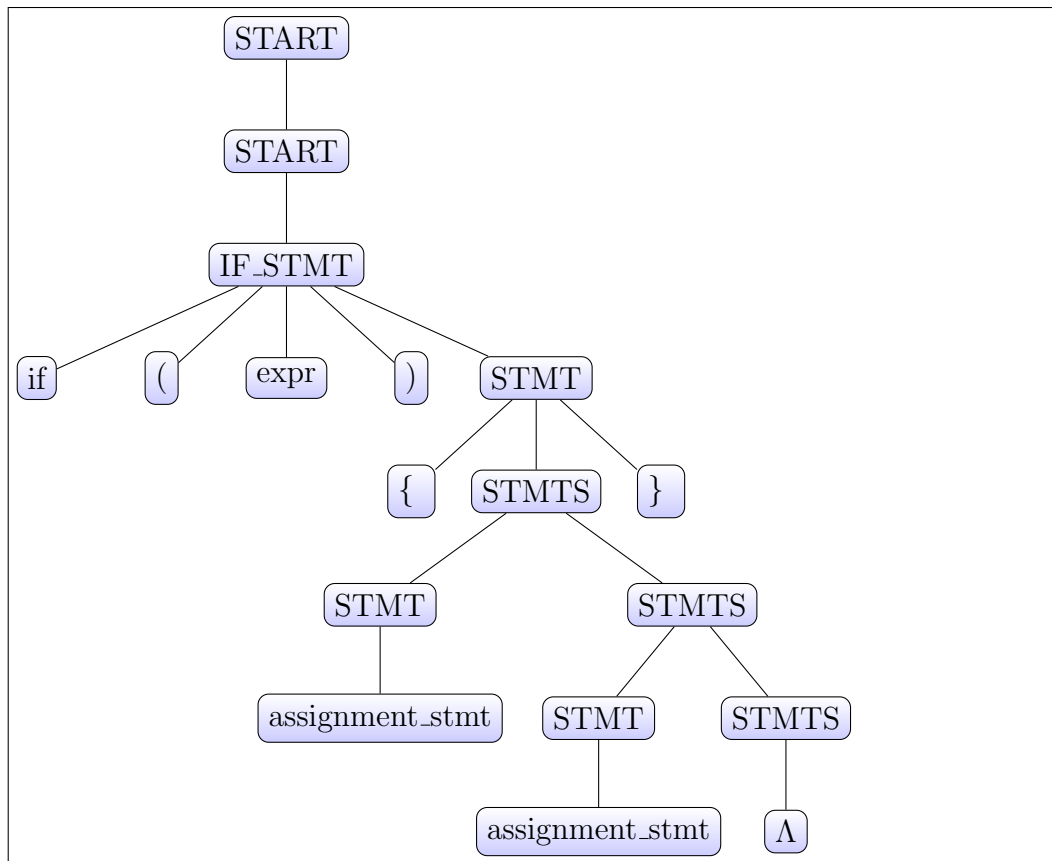 START
START
IF_STMT
if ( expr ) STMT
{ STMTS }
STMT STMTS
assignment_stmt STMT STMTS
assignment_stmt Λ